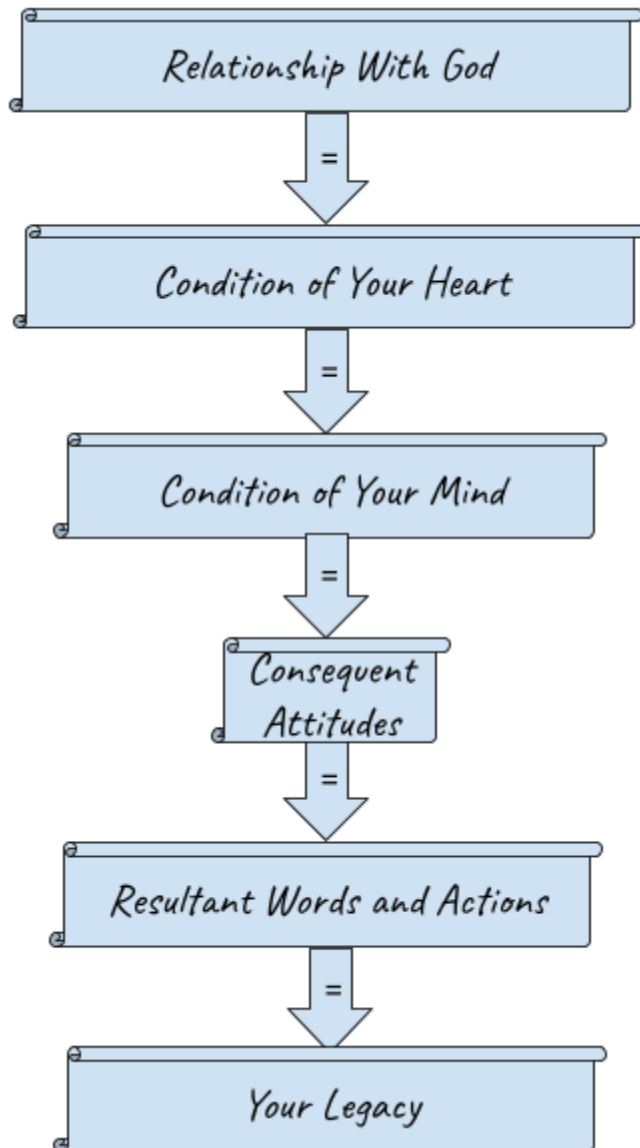 Relationship With God
=
Condition of Your Heart
=
Condition of Your Mind
=
Consequent
Attitudes
=
Resultant Words and Actions
=
Your Legacy